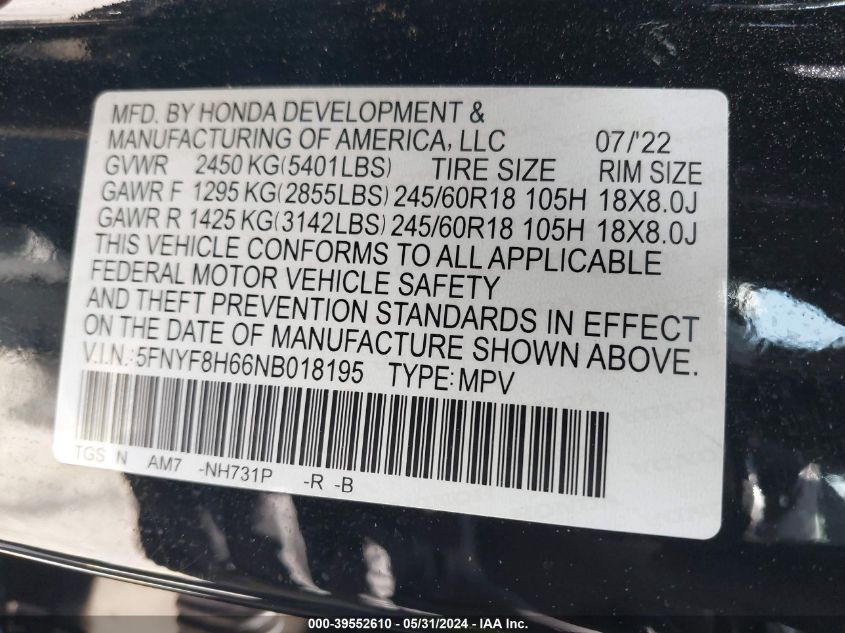 MFD. BY HONDA DEVELOPMENT &
MANUFACTURING OF AMERICA, LLC 07/'22
GVWR 2450 KG(5401LBS) TIRE SIZE RIM SIZE
GAWR F 1295 KG(2855LBS) 245/60R18 105H 18X8.0J
GAWR R 1425 KG(3142LBS) 245/60R18 105H 18X8.0J
THIS VEHICLE CONFORMS TO ALL APPLICABLE
FEDERAL MOTOR VEHICLE SAFETY
AND THEFT PREVENTION STANDARDS IN EFFECT
ON THE DATE OF MANUFACTURE SHOWN ABOVE.
V.I.N.: 5FNYF8H66NB018195 TYPE: MPV
TGS N AM7 -NH731P -R -B
000-39552610 - 05/31/2024 - IAA Inc.